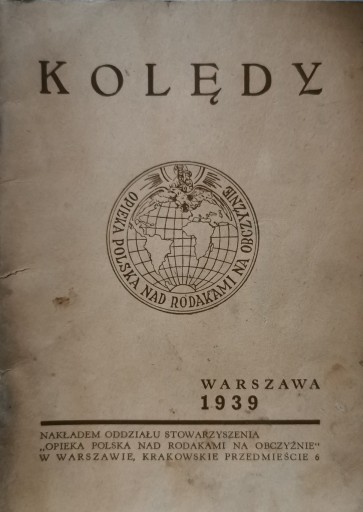 KOLĘDY
OPIEKA POLSKA NAD RODAKAMI NA OBCZYŹNIE
WARSZAWA
1939
NAKŁADEM ODDZIAŁU STOWARZYSZENIA
„OPIEKA POLSKA NAD RODAKAMI NA OBCZYŹNIE”
W WARSZAWIE, KRAKOWSKIE PRZEDMIEŚCIE 6